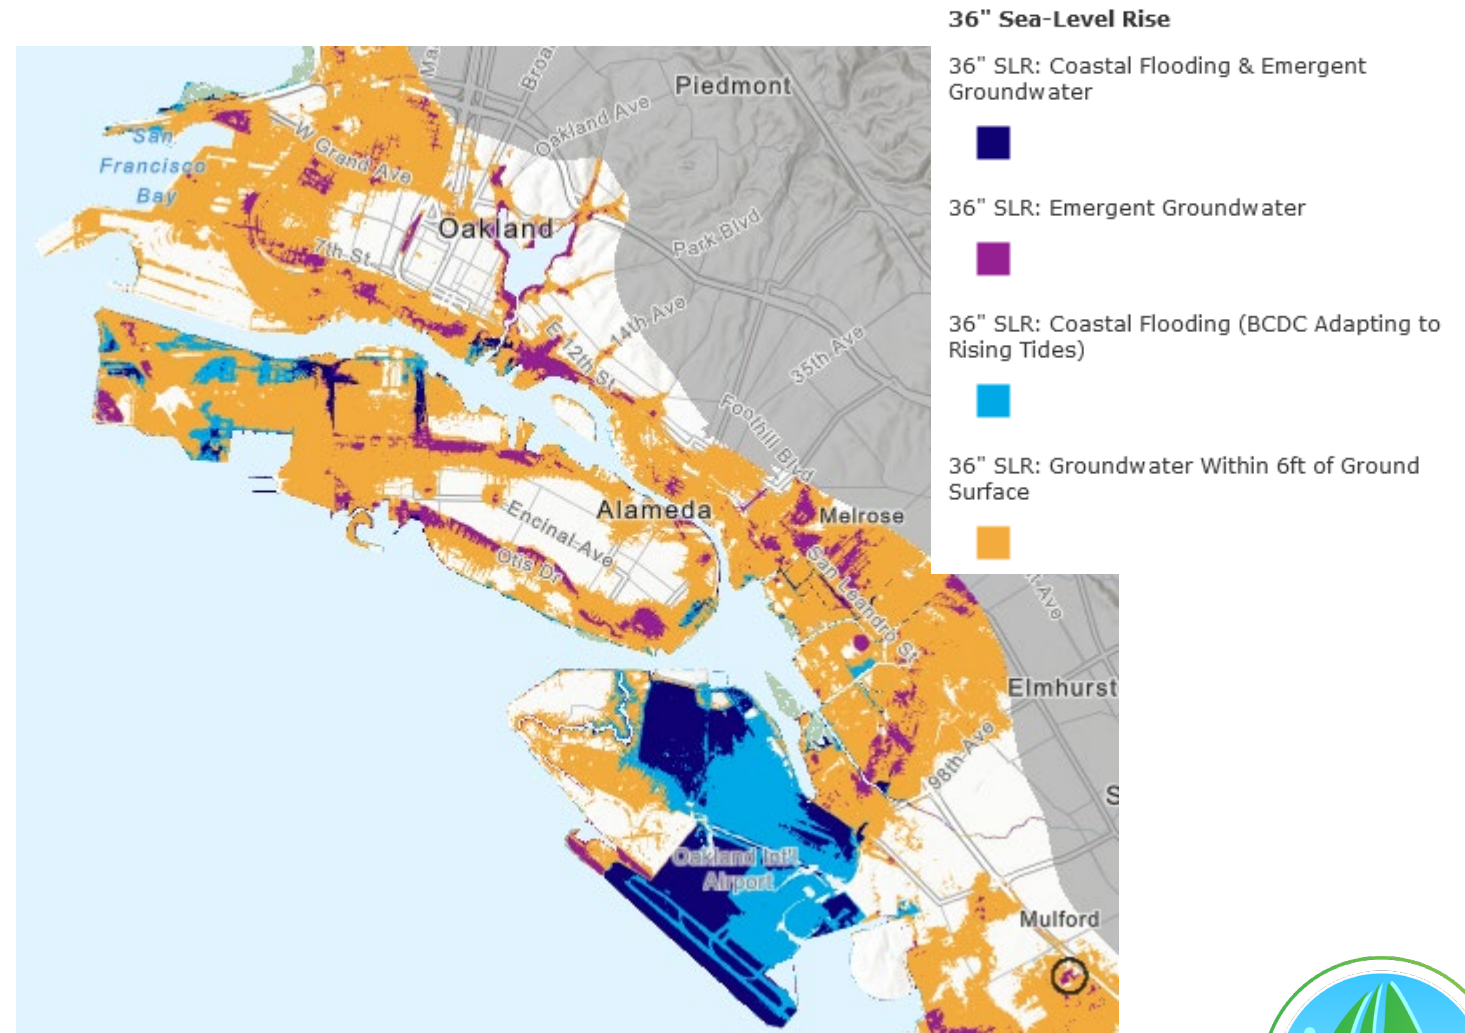 36" Sea-Level Rise
36" SLR: Coastal Flooding & Emergent
Groundwater
36" SLR: Emergent Groundwater
36" SLR: Coastal Flooding (BCDC Adapting to
Rising Tides)
36" SLR: Groundwater Within 6ft of Ground
Surface
Piedmont
Oakland Ave
San
Francisco
Bay
W Grand Ave
Oakland
Park Blvd
7th St
14th Ave
E 12th St
35th Ave
Foothill Blvd
Alameda
Melrose
Encinal Ave
Otis Dr
San Leandro St
Elmhurst
98th Ave
Oakland Int'l
Airport
Mulford